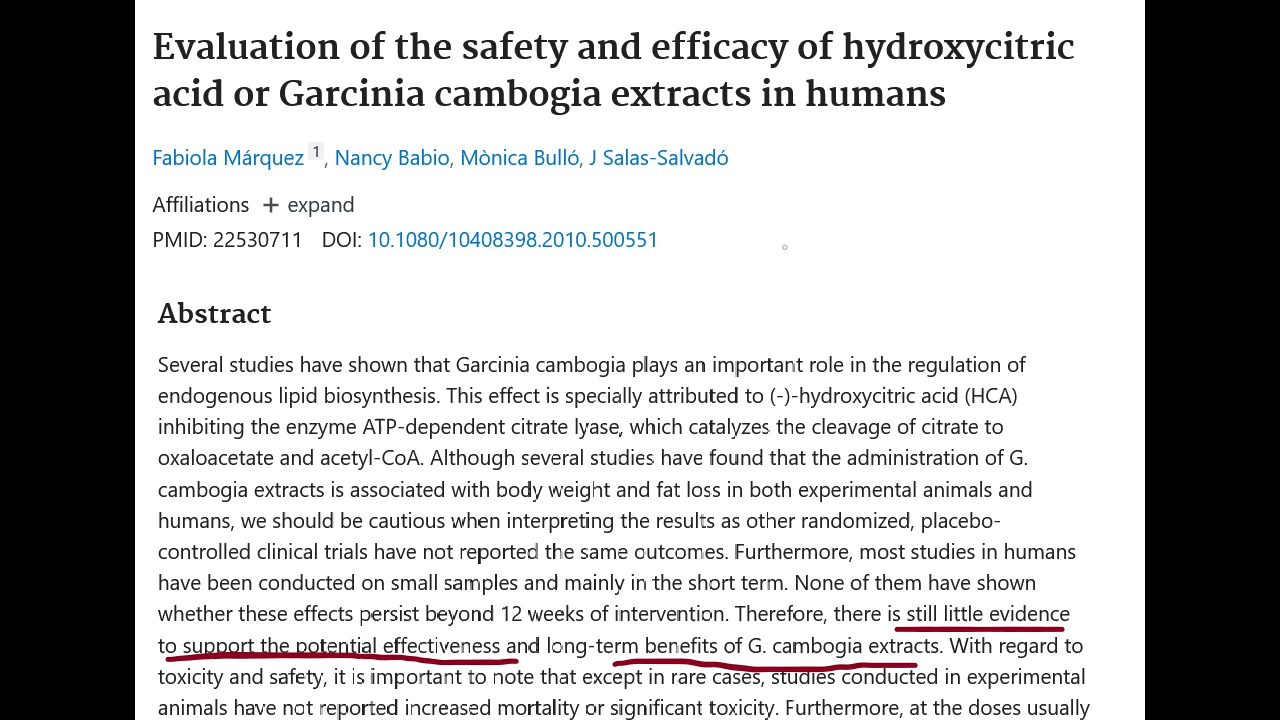 Evaluation of the safety and efficacy of hydroxycitric
acid or Garcinia cambogia extracts in humans
Fabiola Márquez 1, Nancy Babio, Mònica Bulló, J Salas-Salvadó
Affiliations + expand
PMID: 22530711 DOI: 10.1080/10408398.2010.500551
Abstract
Several studies have shown that Garcinia cambogia plays an important role in the regulation of
endogenous lipid biosynthesis. This effect is specially attributed to (-)-hydroxycitric acid (HCA)
inhibiting the enzyme ATP-dependent citrate lyase, which catalyzes the cleavage of citrate to
oxaloacetate and acetyl-CoA. Although several studies have found that the administration of G.
cambogia extracts is associated with body weight and fat loss in both experimental animals and
humans, we should be cautious when interpreting the results as other randomized, placebo-
controlled clinical trials have not reported the same outcomes. Furthermore, most studies in humans
have been conducted on small samples and mainly in the short term. None of them have shown
whether these effects persist beyond 12 weeks of intervention. Therefore, there is still little evidence
to support the potential effectiveness and long-term benefits of G. cambogia extracts. With regard to
toxicity and safety, it is important to note that except in rare cases, studies conducted in experimental
animals have not reported increased mortality or significant toxicity. Furthermore, at the doses usually